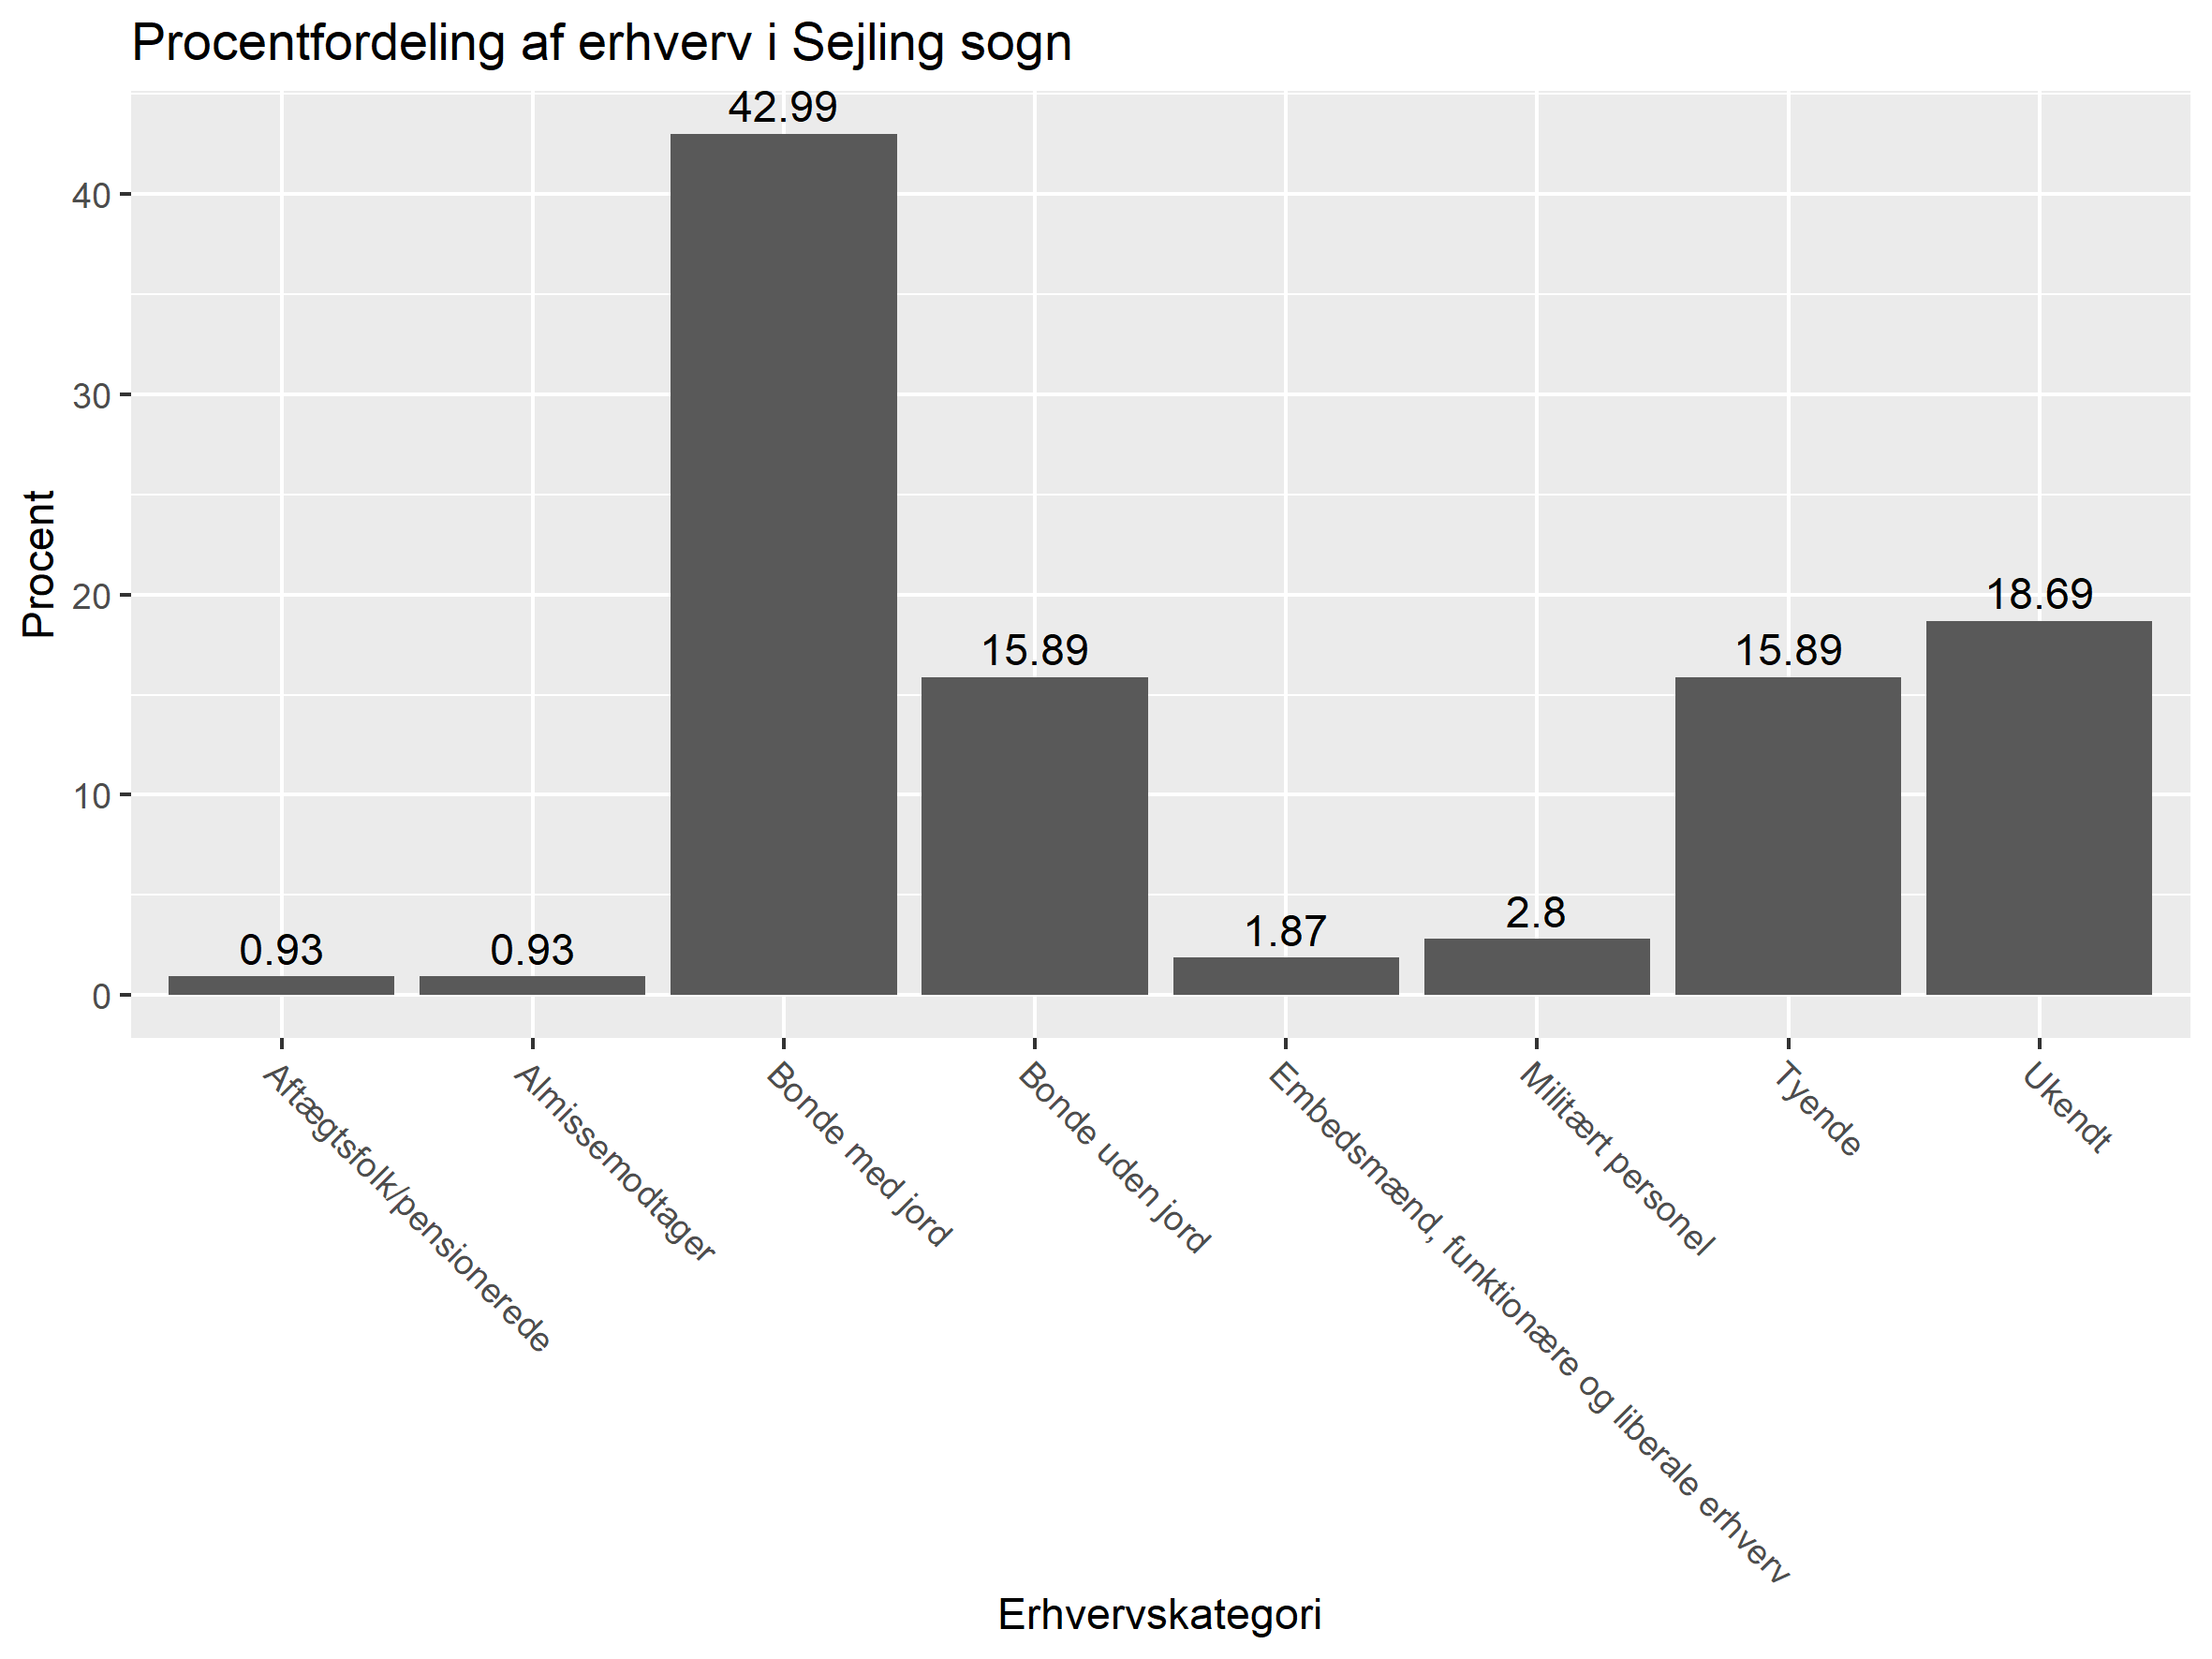 Procentfordeling af erhverv i Sejling sogn
42.99
40
30
20
18.69
15.89
15.89
10
2.8
1.87
0.93
0.93
0
Procent
Aftægtsfolk/pensionerede
Almissemodtager
Bonde med jord
Bonde uden jord
Embedsmænd, funktionære og liberale erhverv
Militært personel
Tyende
Ukendt
Erhvervskategori